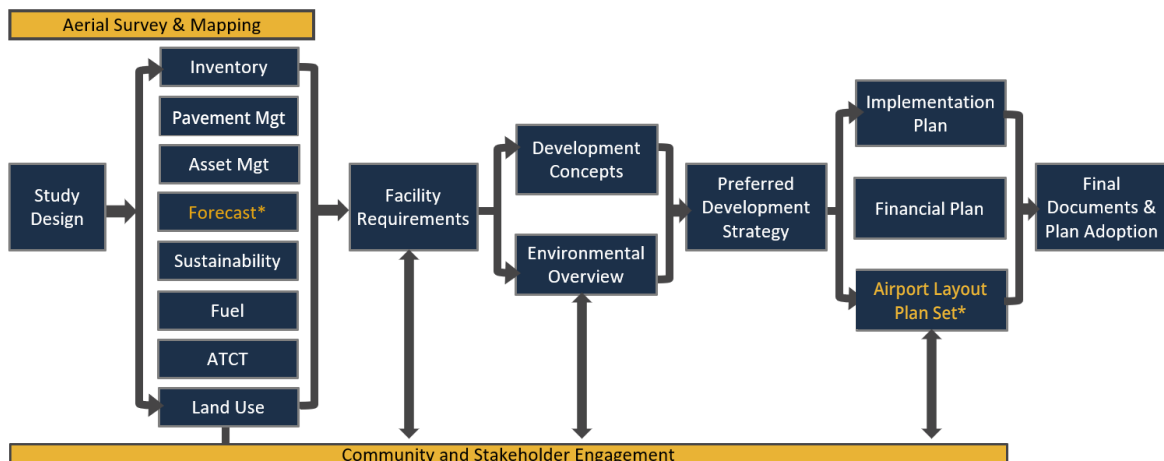 Aerial Survey & Mapping
Study
Design
Inventory
Pavement Mgt
Asset Mgt
Forecast*
Sustainability
Fuel
ATCT
Land Use
Facility
Requirements
Development
Concepts
Environmental
Overview
Preferred
Development
Strategy
Implementation
Plan
Financial Plan
Airport Layout
Plan Set*
Final
Documents &
Plan Adoption
Community and Stakeholder Engagement